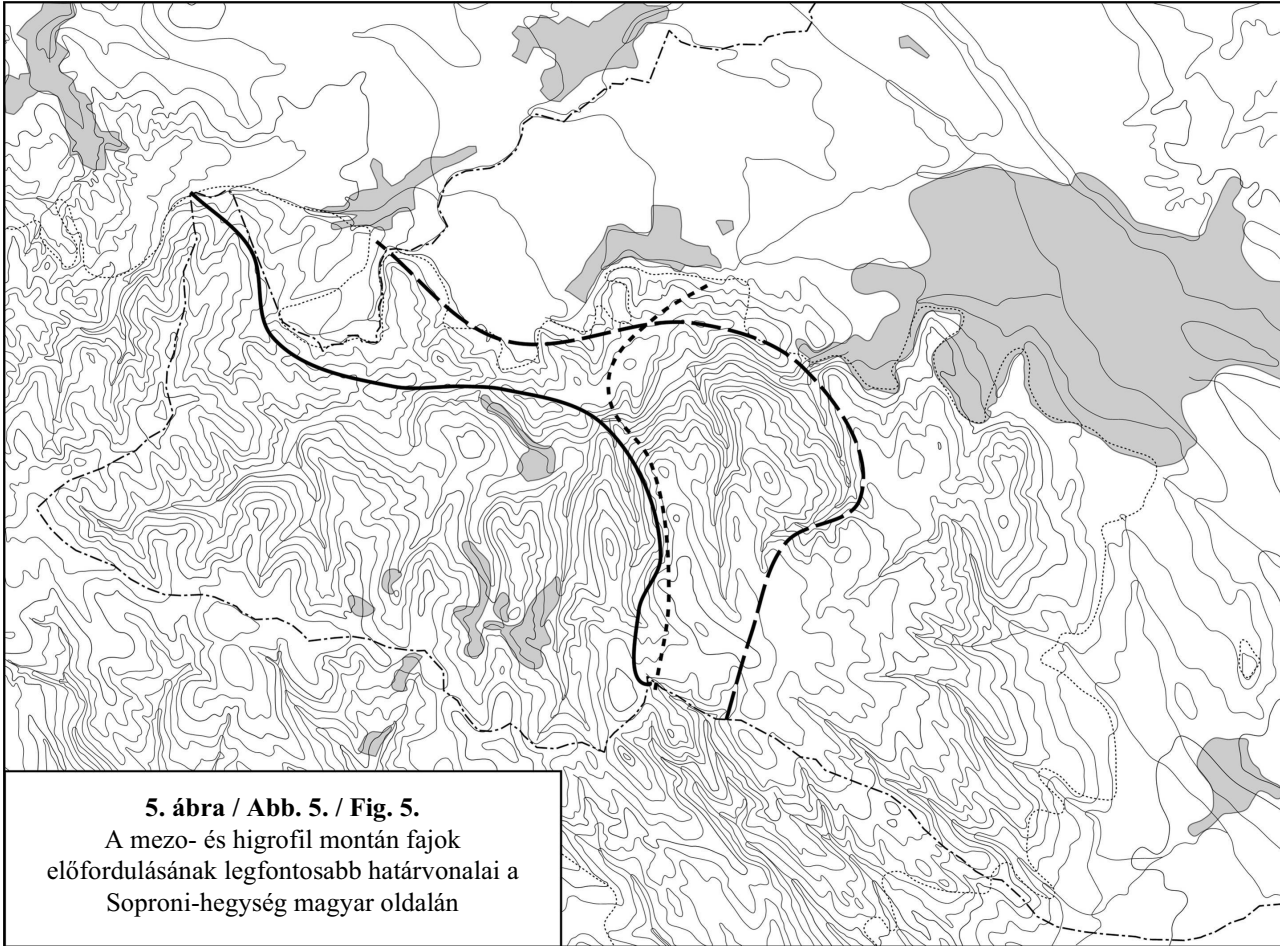 5. ábra / Abb. 5. / Fig. 5.
A mezo- és higrofil montán fajok
előfordulásának legfontosabb határvonalai a
Soproni-hegység magyar oldalán